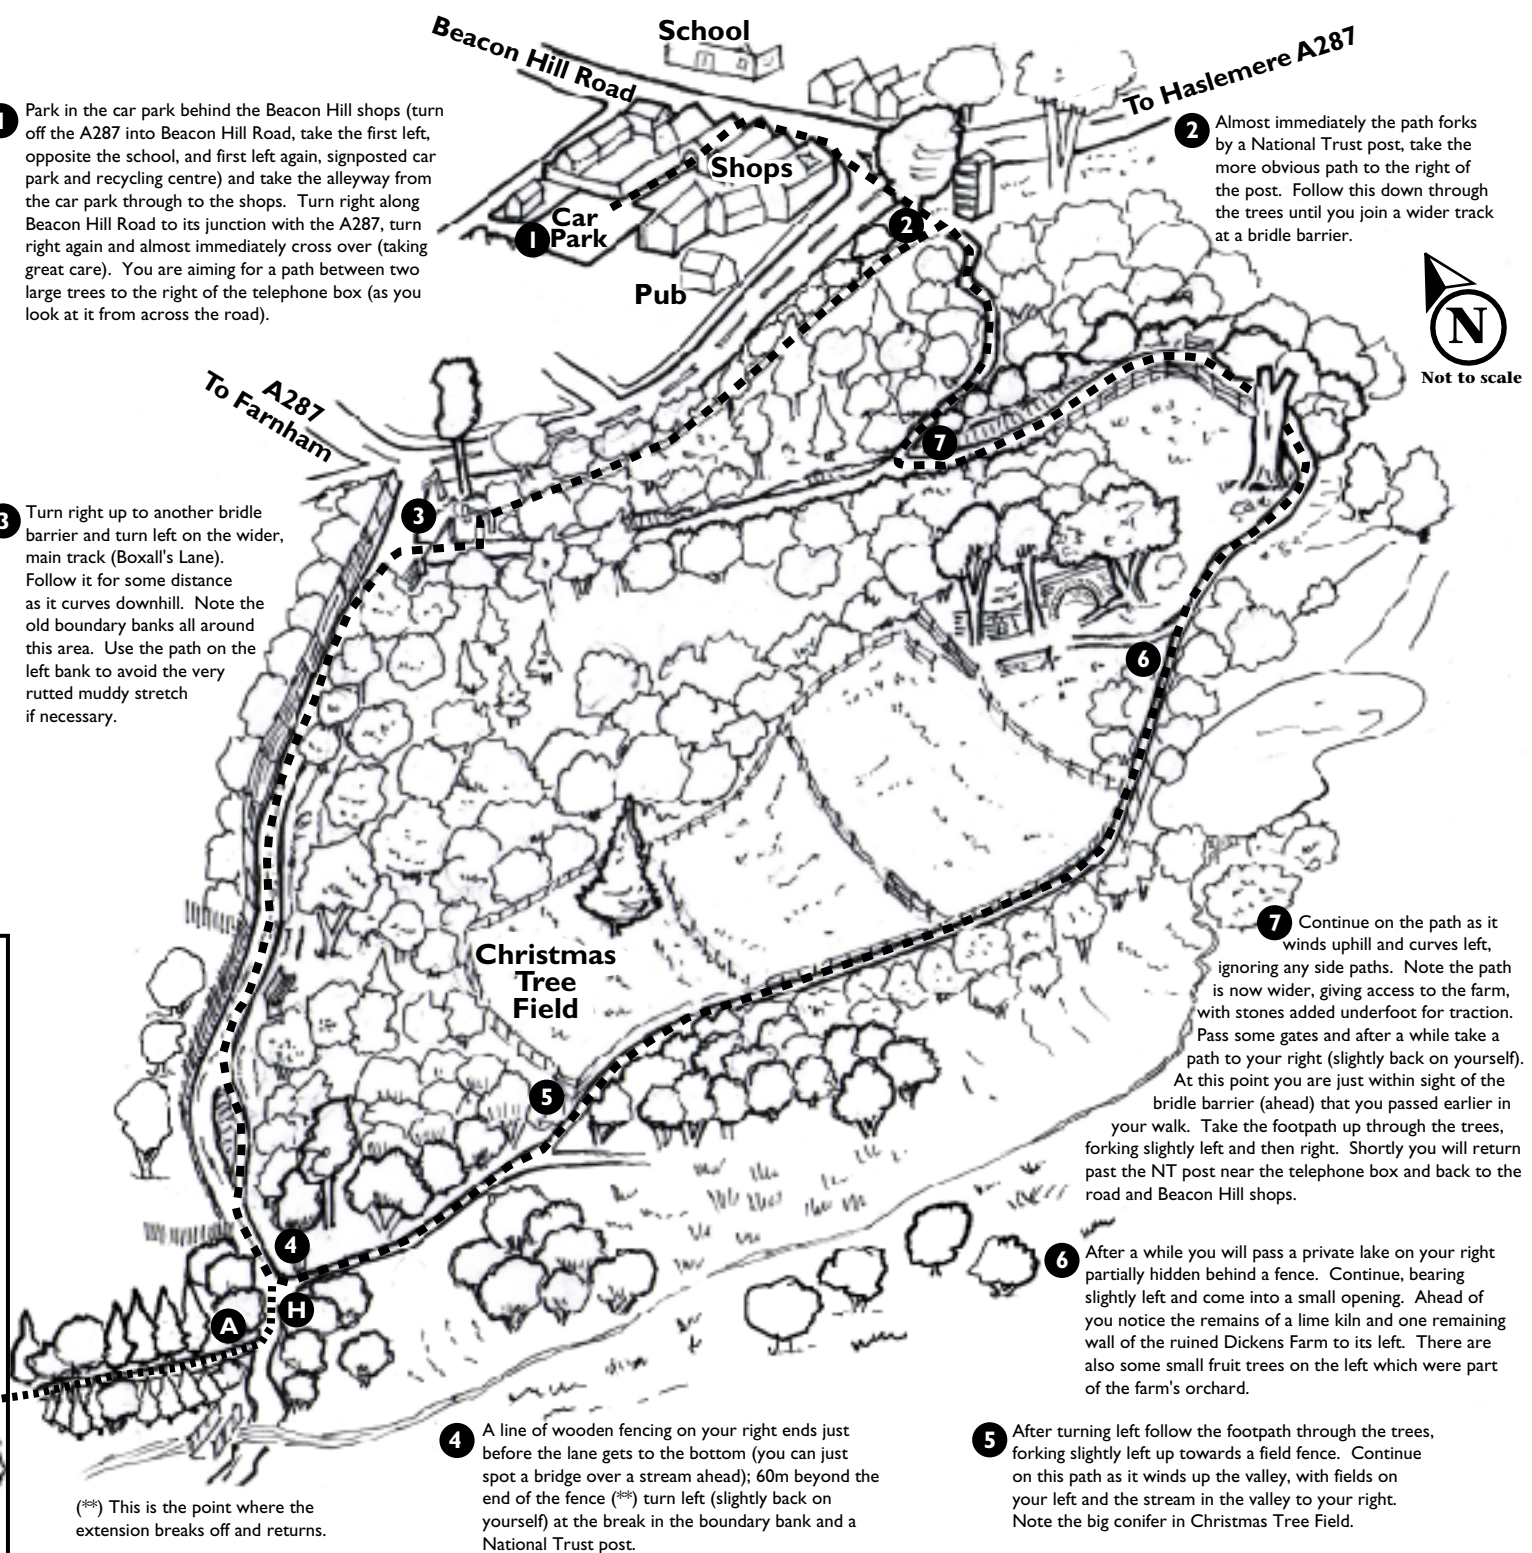 Beacon Hill Road
School
To Haslemere A287
1 Park in the car park behind the Beacon Hill shops (turn
off the A287 into Beacon Hill Road, take the first left,
opposite the school, and first left again, signposted car
park and recycling centre) and take the alleyway from
the car park through to the shops. Turn right along
Beacon Hill Road to its junction with the A287, turn
right again and almost immediately cross over (taking
great care). You are aiming for a path between two
large trees to the right of the telephone box (as you
look at it from across the road).
2 Almost immediately the path forks
by a National Trust post, take the
more obvious path to the right of
the post. Follow this down through
the trees until you join a wider track
at a bridle barrier.
Shops
1 Car
Park
2
Pub
N
Not to scale
A287
To Farnham
7
3
3 Turn right up to another bridle
barrier and turn left on the wider,
main track (Boxall's Lane).
Follow it for some distance
as it curves downhill. Note the
old boundary banks all around
this area. Use the path on the
left bank to avoid the very
rutted muddy stretch
if necessary.
6
Christmas
Tree
Field
5
7 Continue on the path as it
winds uphill and curves left,
ignoring any side paths. Note the path
is now wider, giving access to the farm,
with stones added underfoot for traction.
Pass some gates and after a while take a
path to your right (slightly back on yourself).
At this point you are just within sight of the
bridle barrier (ahead) that you passed earlier in
your walk. Take the footpath up through the trees,
forking slightly left and then right. Shortly you will return
past the NT post near the telephone box and back to the
road and Beacon Hill shops.
4
H
A
6 After a while you will pass a private lake on your right
partially hidden behind a fence. Continue, bearing
slightly left and come into a small opening. Ahead of
you notice the remains of a lime kiln and one remaining
wall of the ruined Dickens Farm to its left. There are
also some small fruit trees on the left which were part
of the farm's orchard.
4 A line of wooden fencing on your right ends just
before the lane gets to the bottom (you can just
spot a bridge over a stream ahead); 60m beyond the
end of the fence (**) turn left (slightly back on
yourself) at the break in the boundary bank and a
National Trust post.
5 After turning left follow the footpath through the trees,
forking slightly left up towards a field fence. Continue
on this path as it winds up the valley, with fields on
your left and the stream in the valley to your right.
Note the big conifer in Christmas Tree Field.
(**) This is the point where the
extension breaks off and returns.